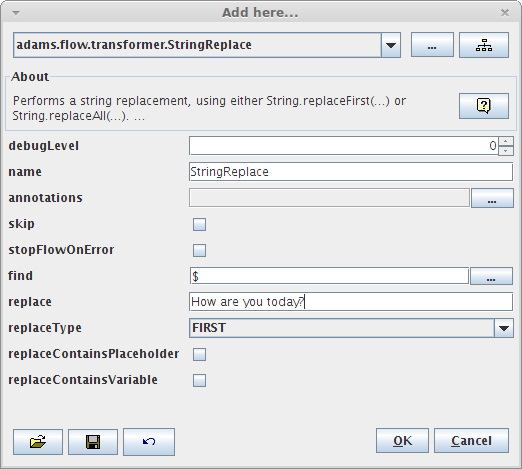 Add here...
adams.flow.transformer.StringReplace
...
About
Performs a string replacement, using either String.replaceFirst(...) or
String.replaceAll(...). ...
debugLevel 0
name StringReplace
annotations ...
skip
stopFlowOnError
find $ ...
replace How are you today?
replaceType FIRST
replaceContainsPlaceholder
replaceContainsVariable
OK Cancel